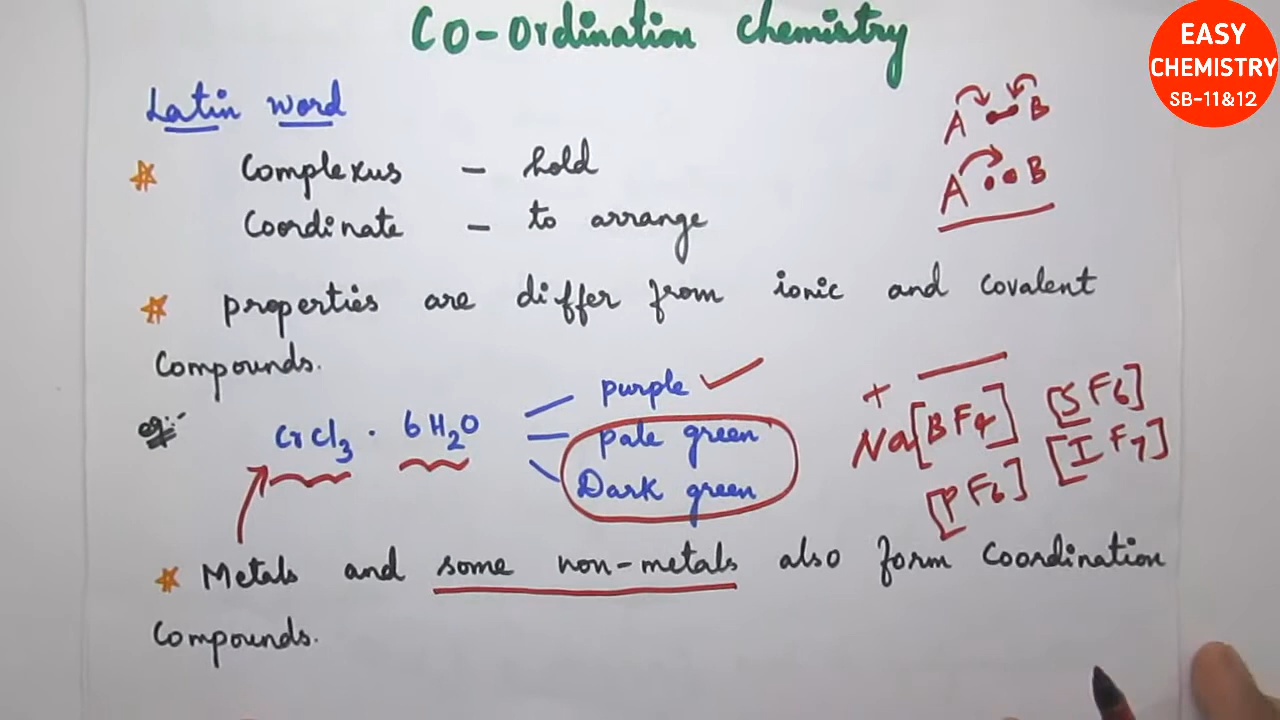 Co-ordination chemistry
EASY
CHEMISTRY
SB-11&12
Latin word
Complexus – hold
Coordinate – to arrange
A B
A B
properties are differ from ionic and covalent
Compounds.
eg:-
CrCl3 · 6H2O
purple
pale green
Dark green
+
Na[BF4]
[SF6]
[PF6]
[IF7]
Metals and some non-metals also form Coordination
Compounds.